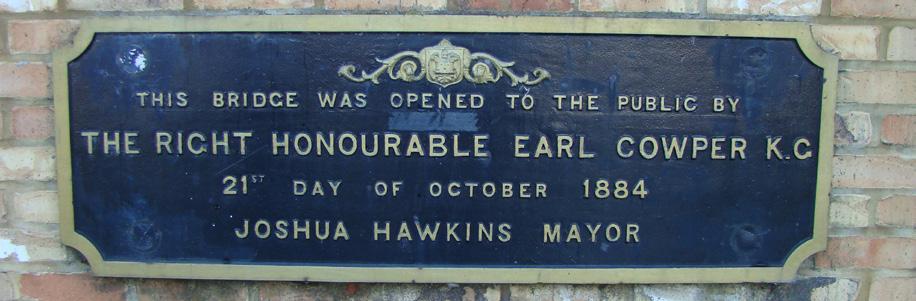 THIS BRIDGE WAS OPENED TO THE PUBLIC BY
THE RIGHT HONOURABLE EARL COWPER K.G
21ST DAY OF OCTOBER 1884
JOSHUA HAWKINS MAYOR